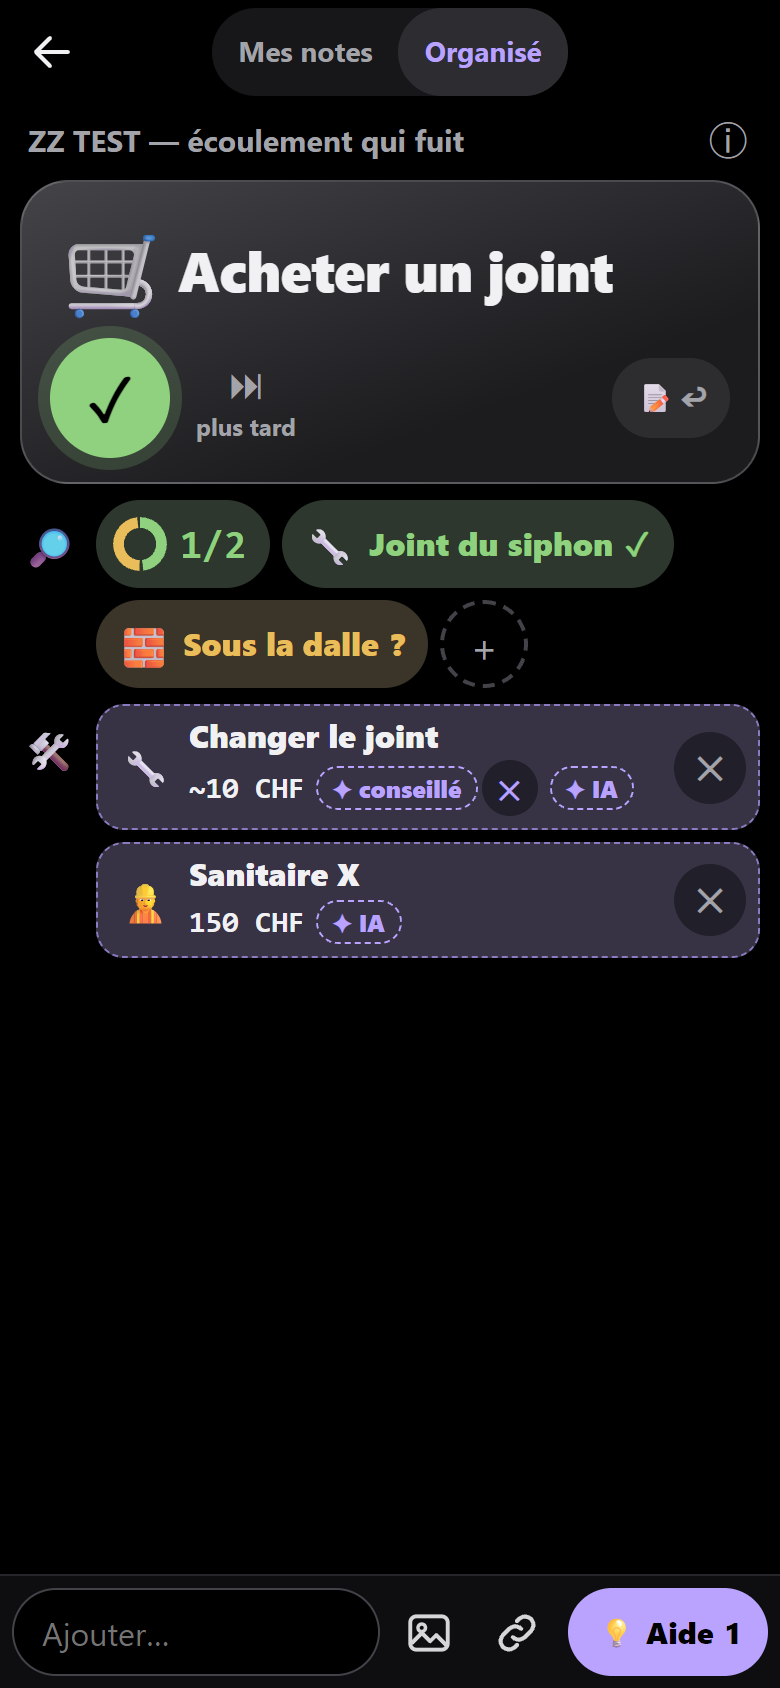 Mes notes Organisé
ZZ TEST — écoulement qui fuit
Acheter un joint
plus tard
1/2 Joint du siphon ✓
Sous la dalle ? +
Changer le joint
~10 CHF ✦ conseillé × ✦ IA
Sanitaire X
150 CHF ✦ IA
Ajouter... Aide 1